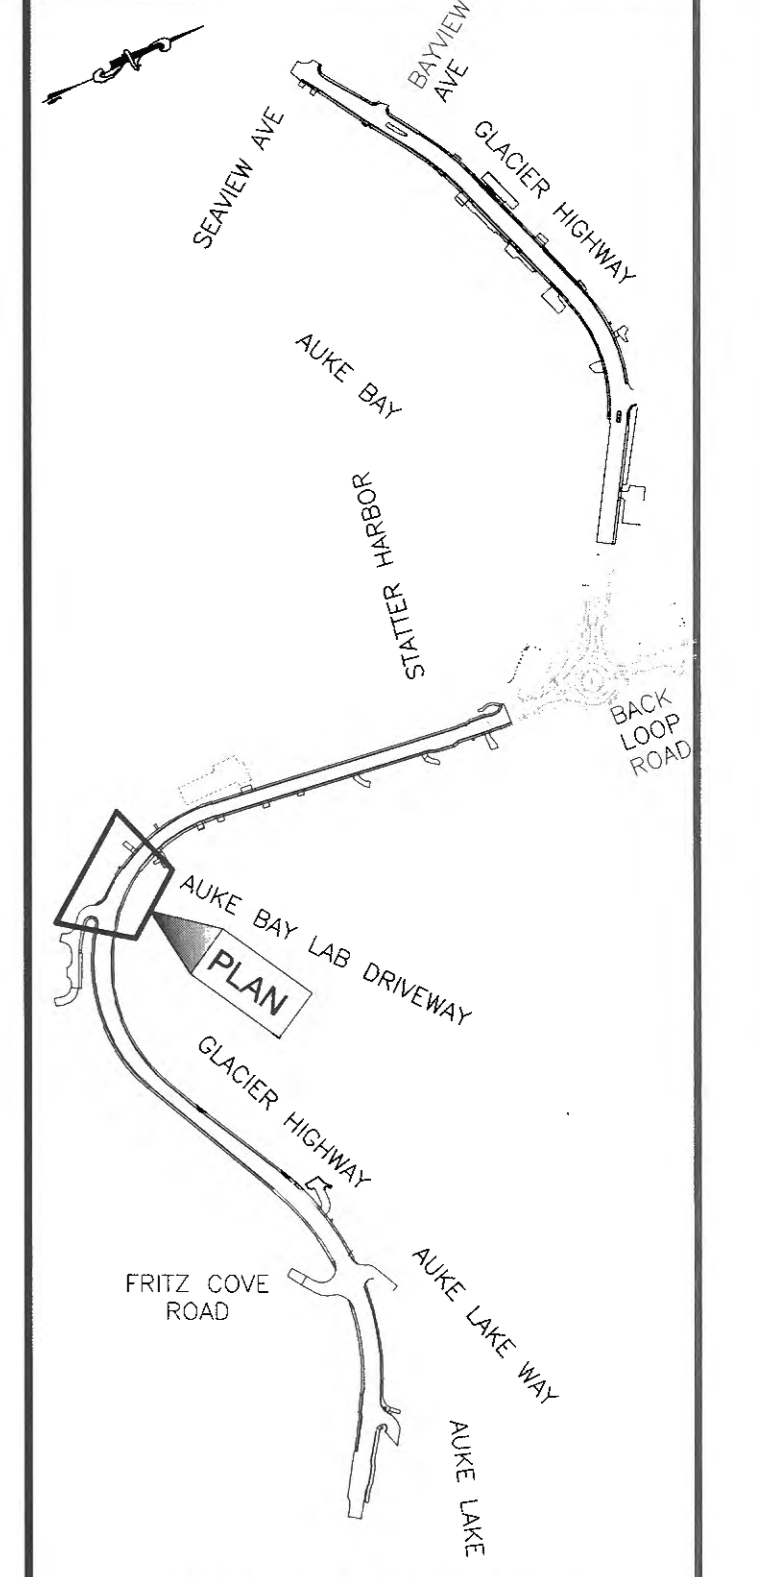 BAYVIEW
AVE
GLACIER HIGHWAY
SEAVIEW AVE
AUKE BAY
STATTER HARBOR
BACK
LOOP
ROAD
AUKE BAY LAB DRIVEWAY
PLAN
GLACIER HIGHWAY
FRITZ COVE
ROAD
AUKE LAKE WAY
AUKE LAKE